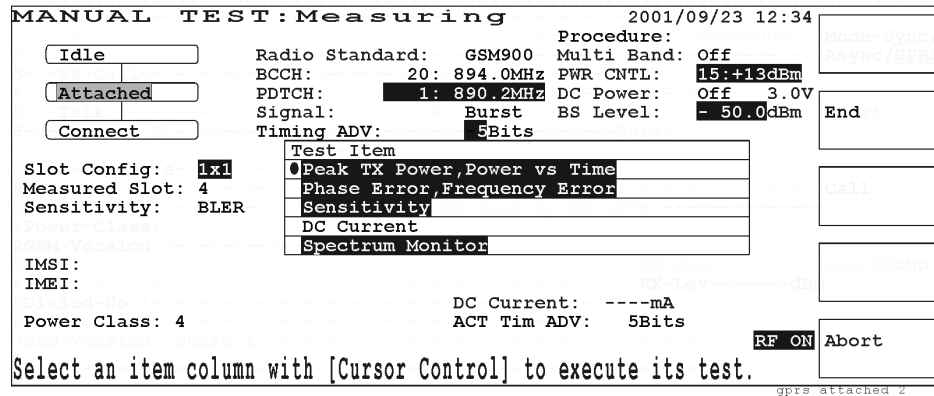 MANUAL TEST:Measuring 2001/09/23 12:34
Procedure:
Idle Radio Standard: GSM900 Multi Band: Off
BCCH: 20: 894.0MHz PWR CNTL: 15:+13dBm
Attached PDTCH: 1: 890.2MHz DC Power: Off 3.0V
Signal: Burst BS Level: - 50.0dBm End
Connect Timing ADV: 5Bits
Test Item
Slot Config: 1x1 Peak TX Power,Power vs Time
Measured Slot: 4 Phase Error,Frequency Error
Sensitivity: BLER Sensitivity
DC Current
Spectrum Monitor
IMSI:
IMEI:
DC Current: ----mA
Power Class: 4 ACT Tim ADV: 5Bits
RF ON Abort
Select an item column with [Cursor Control] to execute its test.
gprs attached 2